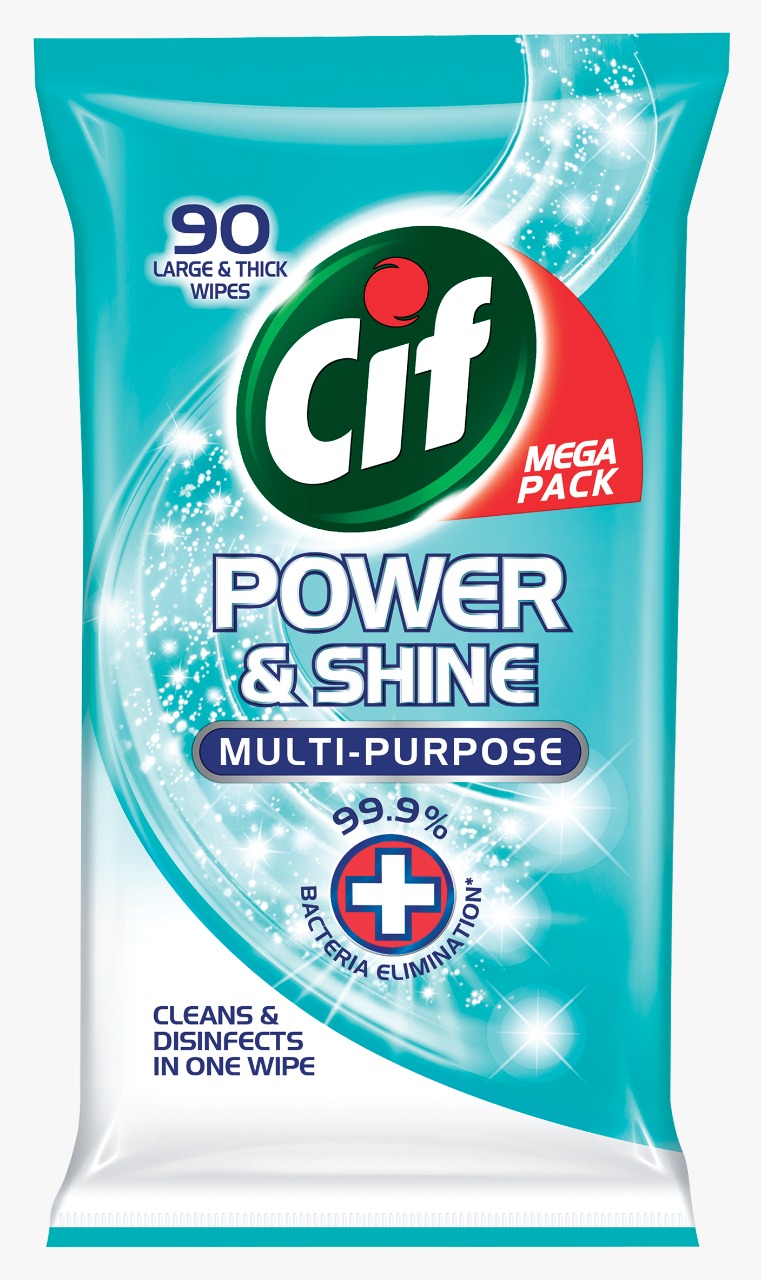 90
LARGE & THICK
WIPES
Cif
MEGA
PACK
POWER
& SHINE
MULTI-PURPOSE
99.9%
BACTERIA ELIMINATION*
CLEANS &
DISINFECTS
IN ONE WIPE